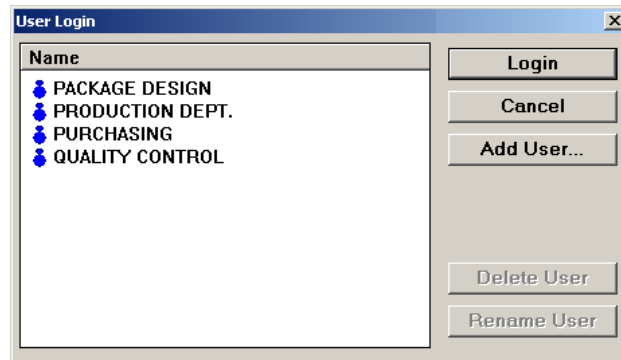 User Login
Name
PACKAGE DESIGN
PRODUCTION DEPT.
PURCHASING
QUALITY CONTROL
Login
Cancel
Add User...
Delete User
Rename User